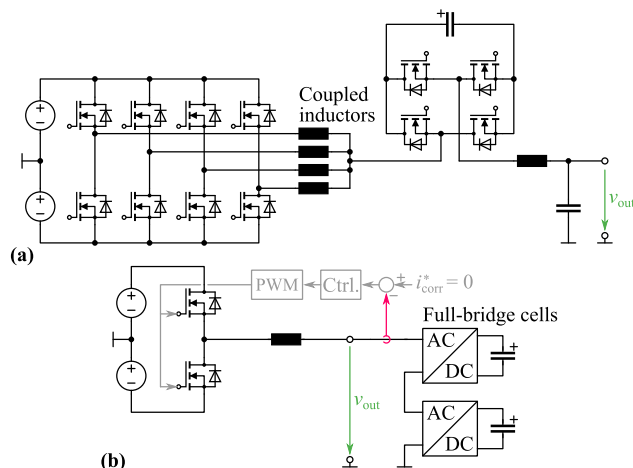 Coupled
inductors
v_out
(a)
PWM
Ctrl.
i*_corr = 0
Full-bridge cells
AC
DC
v_out
AC
DC
(b)